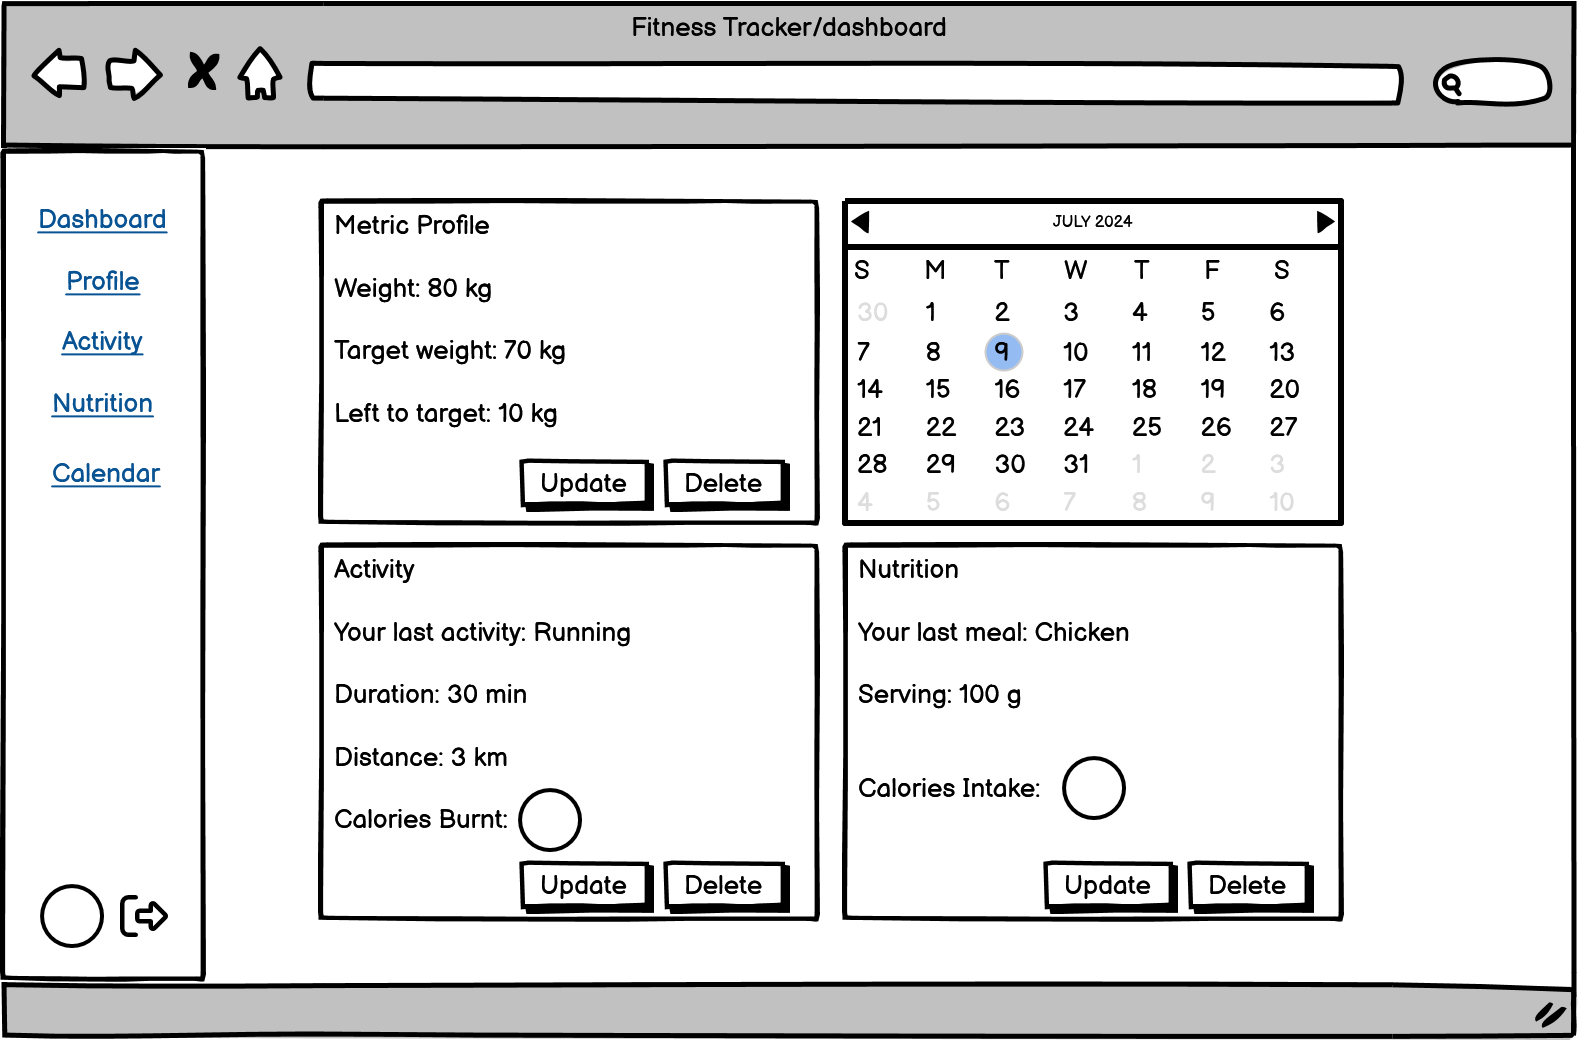 Fitness Tracker/dashboard
Dashboard
Profile
Activity
Nutrition
Calendar
Metric Profile
Weight: 80 kg
Target weight: 70 kg
Left to target: 10 kg
Update Delete
JULY 2024
S M T W T F S
30 1 2 3 4 5 6
7 8 9 10 11 12 13
14 15 16 17 18 19 20
21 22 23 24 25 26 27
28 29 30 31 1 2 3
4 5 6 7 8 9 10
Activity
Your last activity: Running
Duration: 30 min
Distance: 3 km
Calories Burnt:
Update Delete
Nutrition
Your last meal: Chicken
Serving: 100 g
Calories Intake:
Update Delete